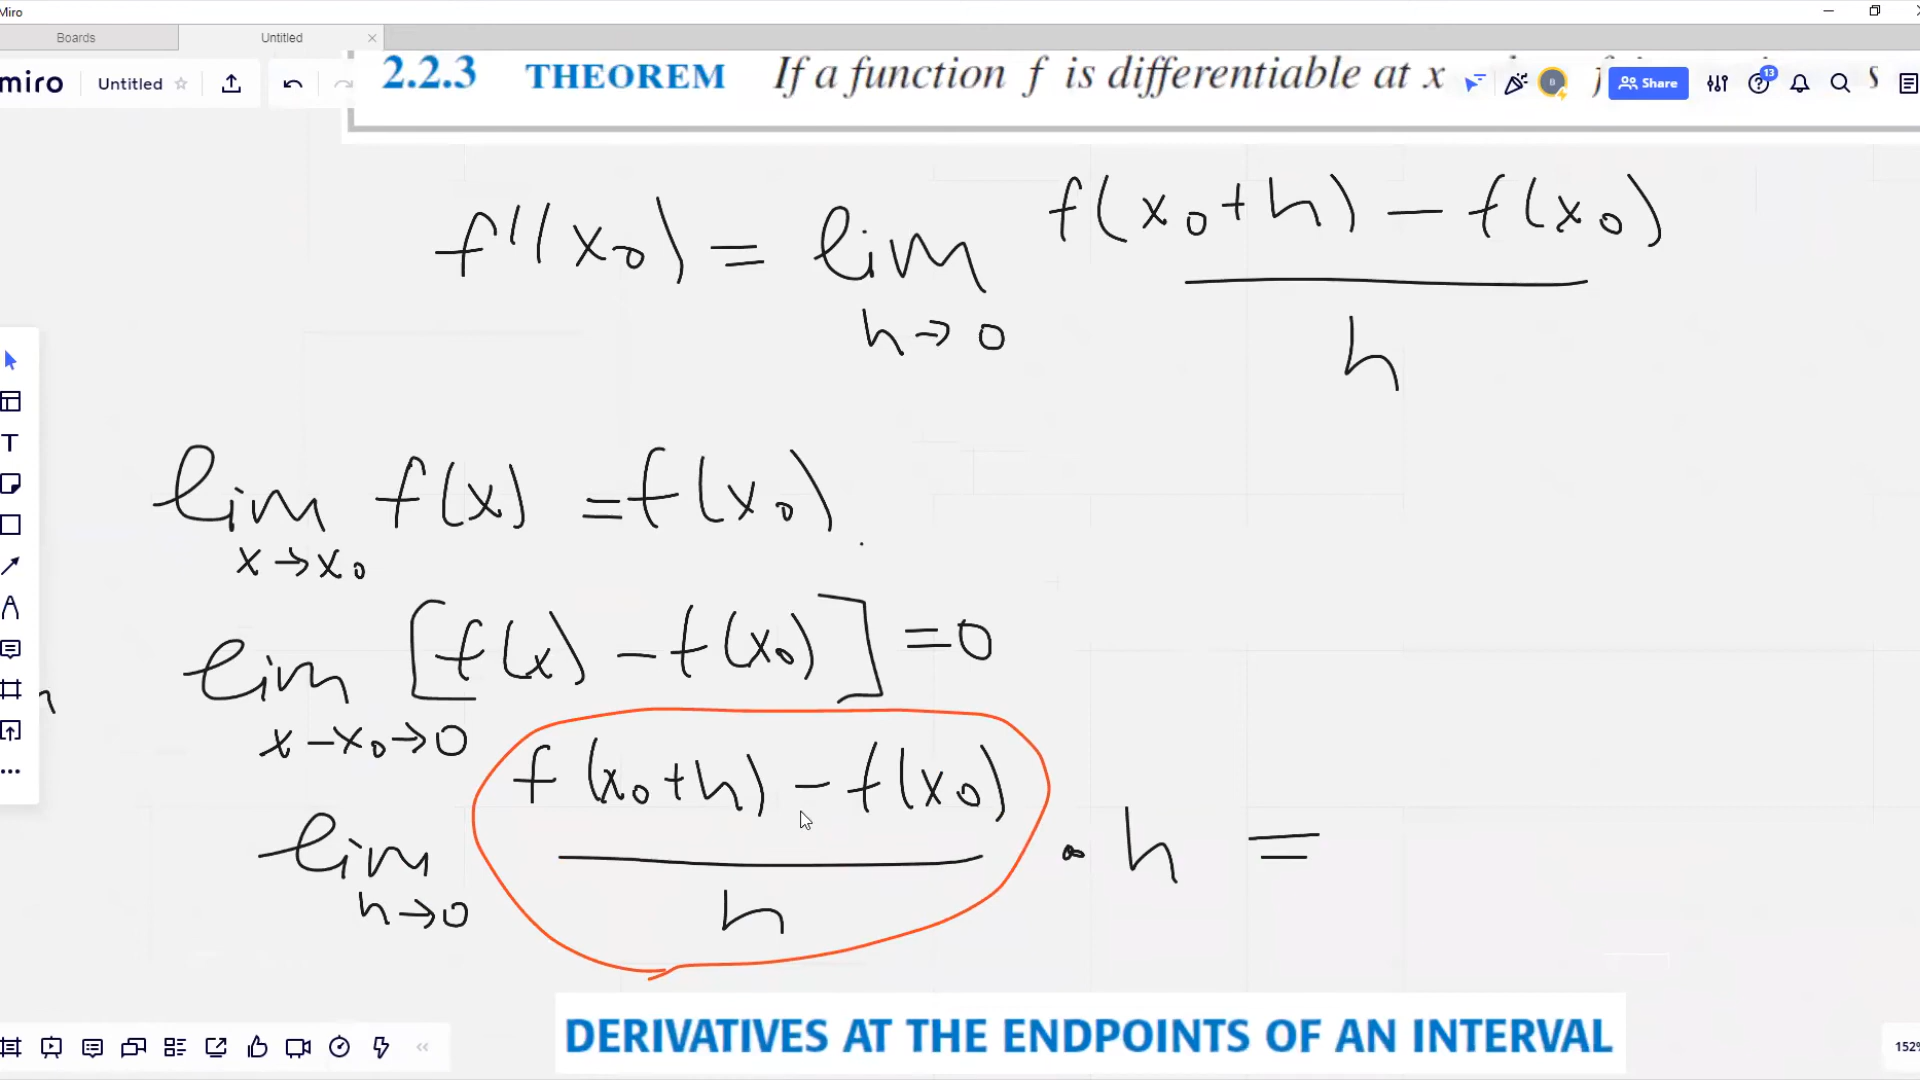 Miro
Boards
Untitled
miro
Untitled
2.2.3 THEOREM If a function f is differentiable at x
Share
13
f'(x₀) = lim h→0 f(x₀+h) − f(x₀) / h
lim x→x₀ f(x) = f(x₀).
lim x−x₀→0 [f(x) − f(x₀)] = 0
lim h→0 f(x₀+h) − f(x₀) / h · h =
DERIVATIVES AT THE ENDPOINTS OF AN INTERVAL
152%